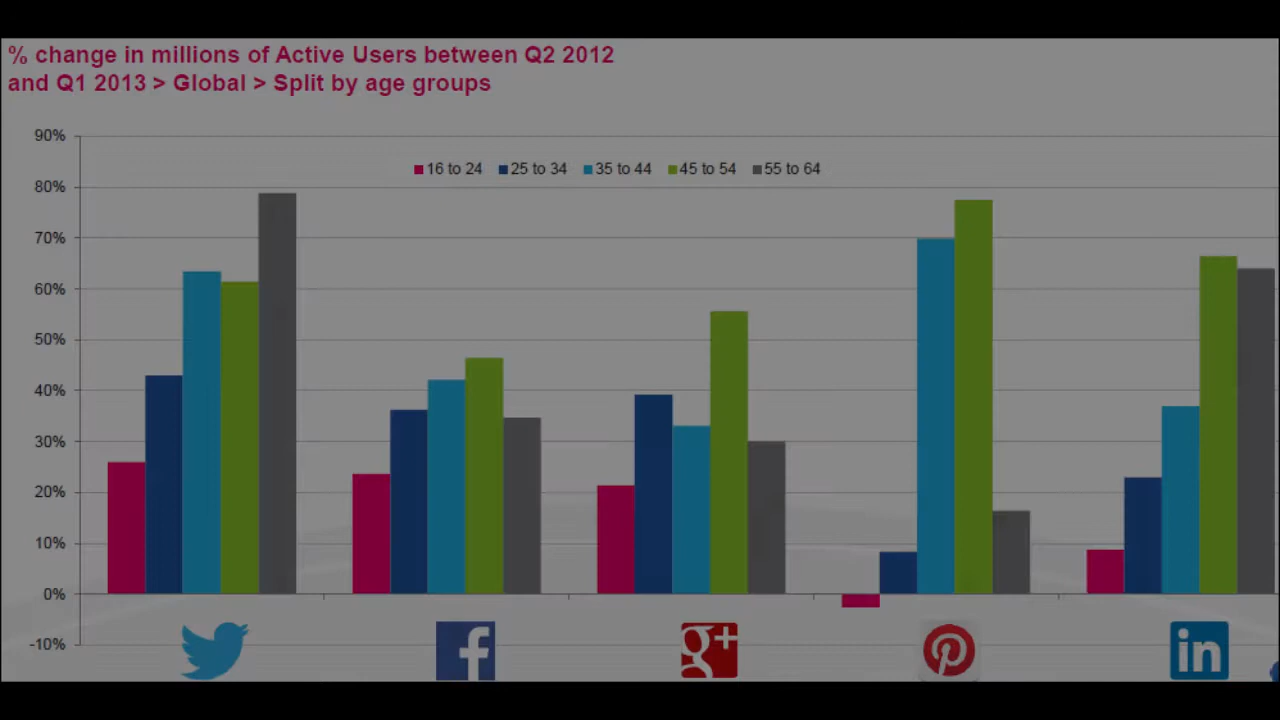 % change in millions of Active Users between Q2 2012
and Q1 2013 > Global > Split by age groups
90%
16 to 24 25 to 34 35 to 44 45 to 54 55 to 64
80%
70%
60%
50%
40%
30%
20%
10%
0%
-10%
f
g+
in